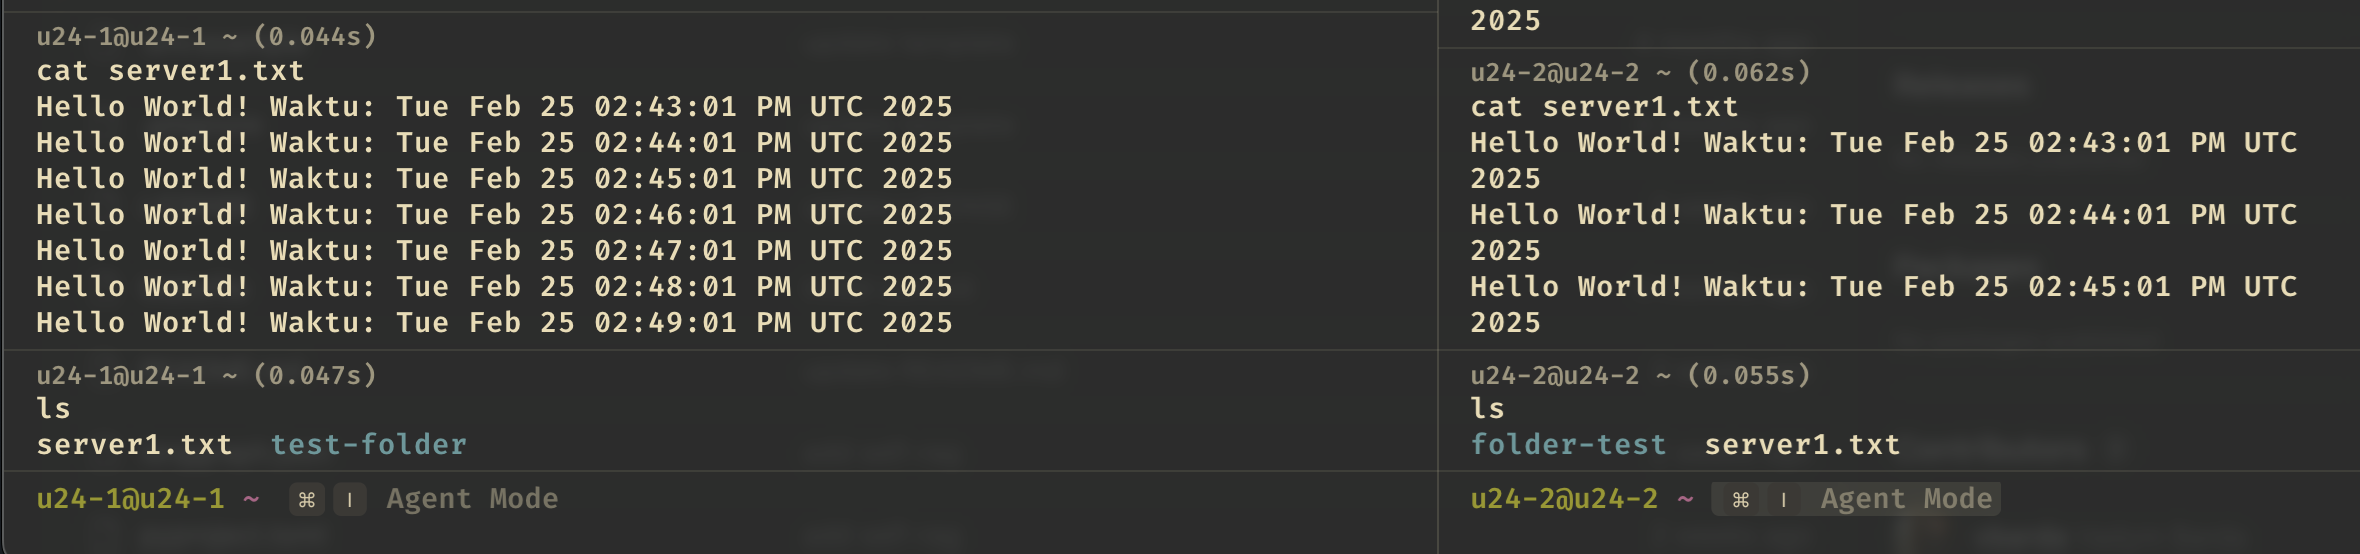 u24-1@u24-1 ~ (0.044s)
cat server1.txt
Hello World! Waktu: Tue Feb 25 02:43:01 PM UTC 2025
Hello World! Waktu: Tue Feb 25 02:44:01 PM UTC 2025
Hello World! Waktu: Tue Feb 25 02:45:01 PM UTC 2025
Hello World! Waktu: Tue Feb 25 02:46:01 PM UTC 2025
Hello World! Waktu: Tue Feb 25 02:47:01 PM UTC 2025
Hello World! Waktu: Tue Feb 25 02:48:01 PM UTC 2025
Hello World! Waktu: Tue Feb 25 02:49:01 PM UTC 2025
u24-1@u24-1 ~ (0.047s)
ls
server1.txt  test-folder
u24-1@u24-1 ~ ⌘ I Agent Mode
2025
u24-2@u24-2 ~ (0.062s)
cat server1.txt
Hello World! Waktu: Tue Feb 25 02:43:01 PM UTC
2025
Hello World! Waktu: Tue Feb 25 02:44:01 PM UTC
2025
Hello World! Waktu: Tue Feb 25 02:45:01 PM UTC
2025
u24-2@u24-2 ~ (0.055s)
ls
folder-test  server1.txt
u24-2@u24-2 ~ ⌘ I Agent Mode